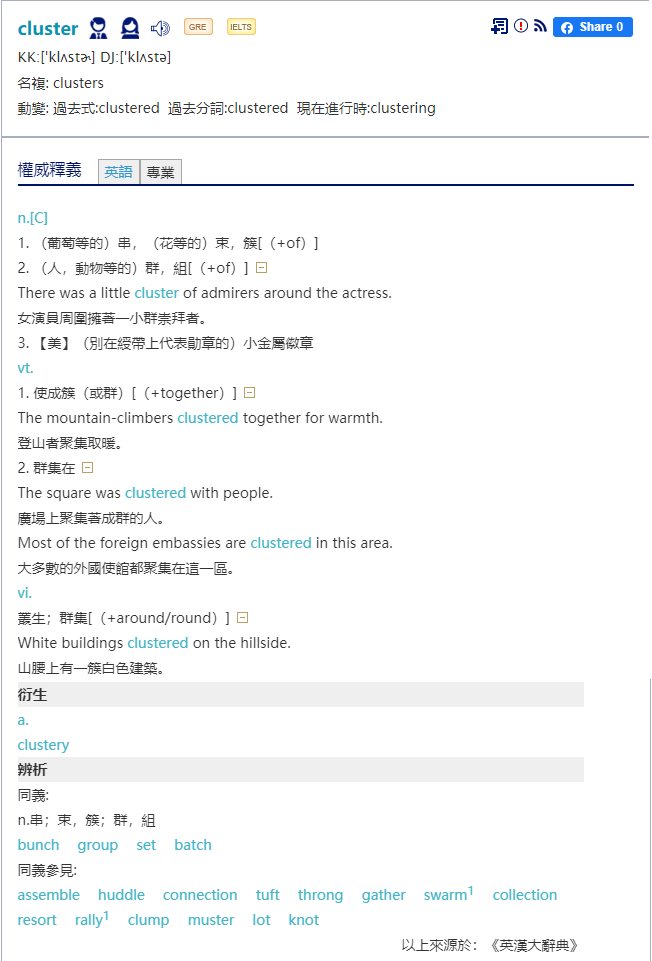 cluster GRE IELTS Share 0
KK:[ˈklʌstɚ] DJ:[ˈklʌstə]
名複: clusters
動變: 過去式:clustered 過去分詞:clustered 現在進行時:clustering
權威釋義 英語 專業
n.[C]
1. （葡萄等的）串，（花等的）束，簇[（+of）]
2. （人，動物等的）群，組[（+of）]
There was a little cluster of admirers around the actress.
女演員周圍擁著一小群崇拜者。
3. 【美】（別在綬帶上代表勛章的）小金屬徽章
vt.
1. 使成簇（或群）[（+together）]
The mountain-climbers clustered together for warmth.
登山者聚集取暖。
2. 群集在
The square was clustered with people.
廣場上聚集著成群的人。
Most of the foreign embassies are clustered in this area.
大多數的外國使館都聚集在這一區。
vi.
叢生；群集[（+around/round）]
White buildings clustered on the hillside.
山腰上有一簇白色建築。
衍生
a.
clustery
辨析
同義:
n.串；束，簇；群，組
bunch group set batch
同義參見:
assemble huddle connection tuft throng gather swarm1 collection
resort rally1 clump muster lot knot
以上來源於：《英漢大辭典》